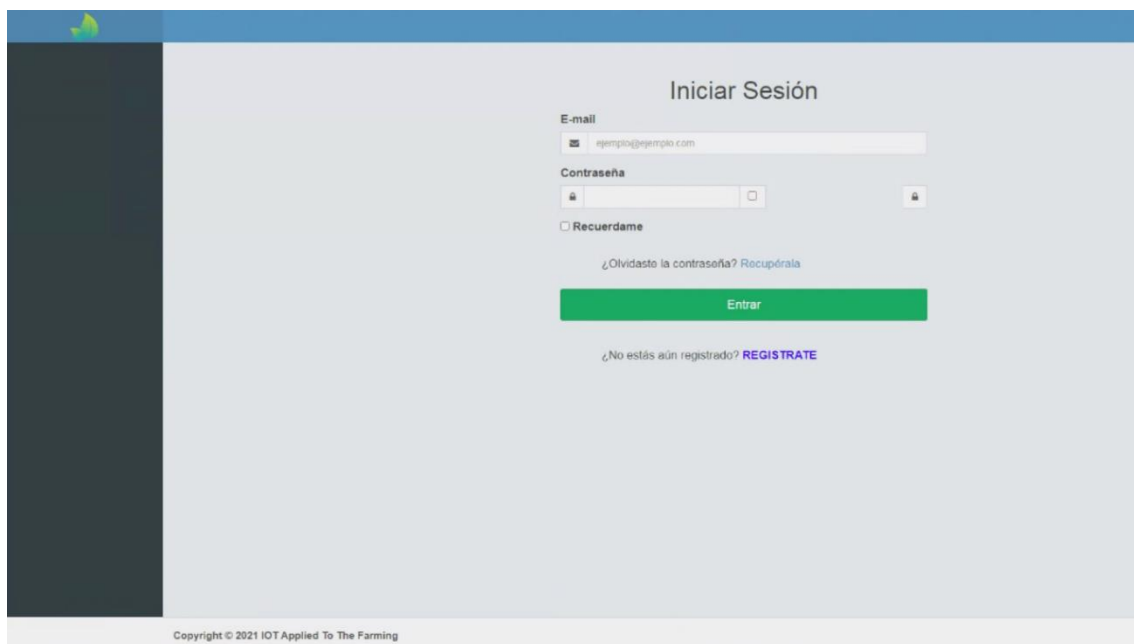 Iniciar Sesión
E-mail
ejemplo@ejemplo.com
Contraseña
Recuerdame
¿Olvidaste la contraseña? Recupérala
Entrar
¿No estás aún registrado? REGISTRATE
Copyright © 2021 IOT Applied To The Farming